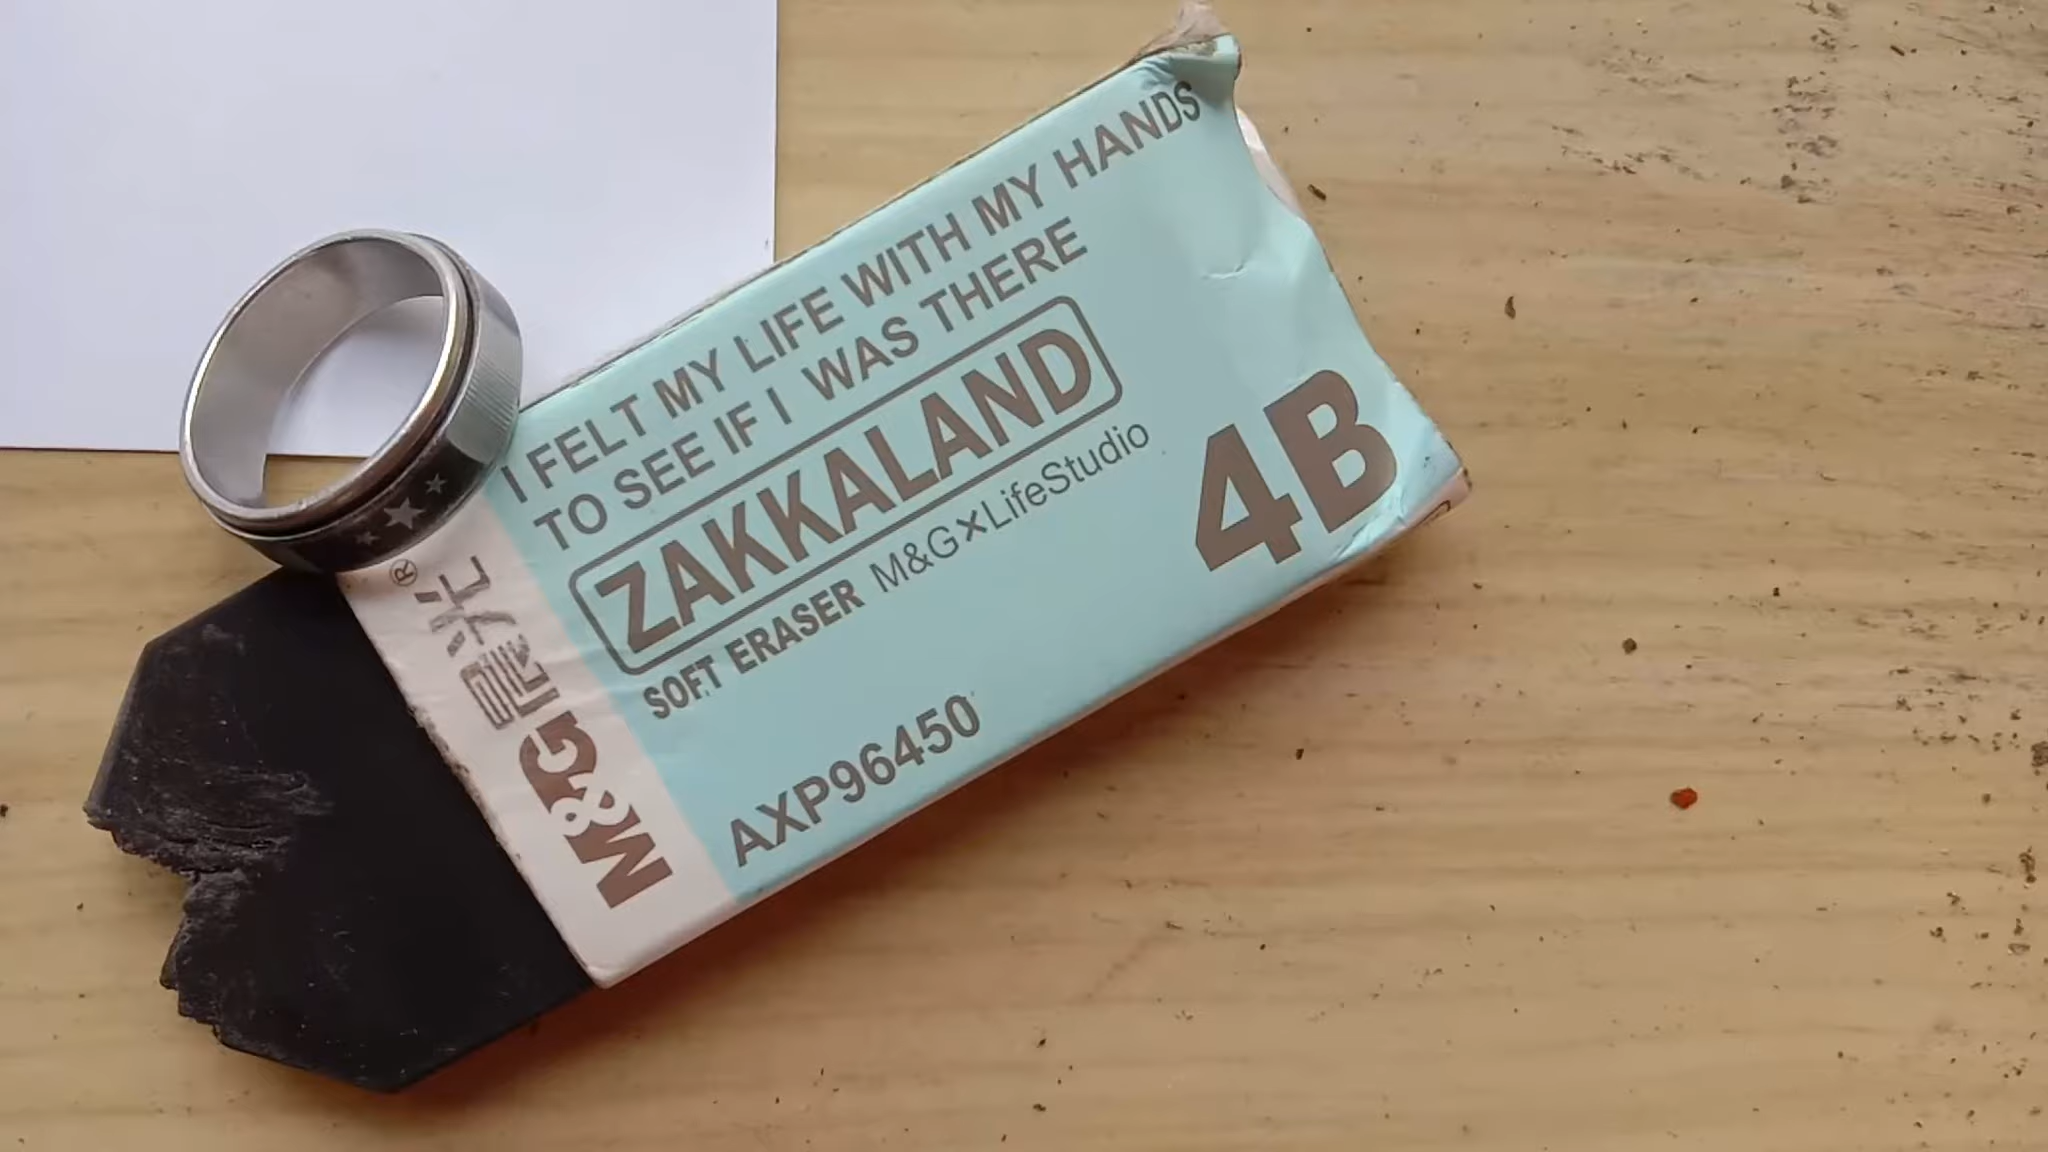 I FELT MY LIFE WITH MY HANDS
TO SEE IF I WAS THERE
ZAKKALAND
SOFT ERASER M&G×LifeStudio
4B
AXP96450
M&G晨光®